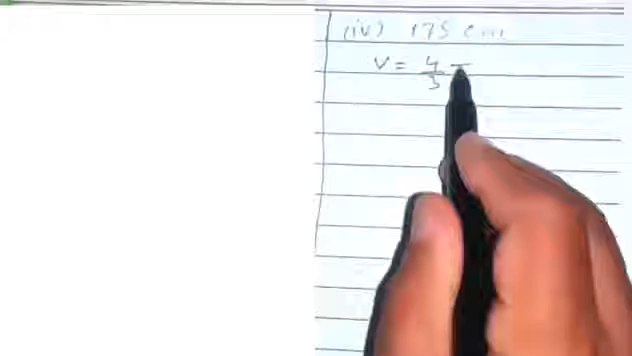 (iv) 175 cm
V = 4/3 π